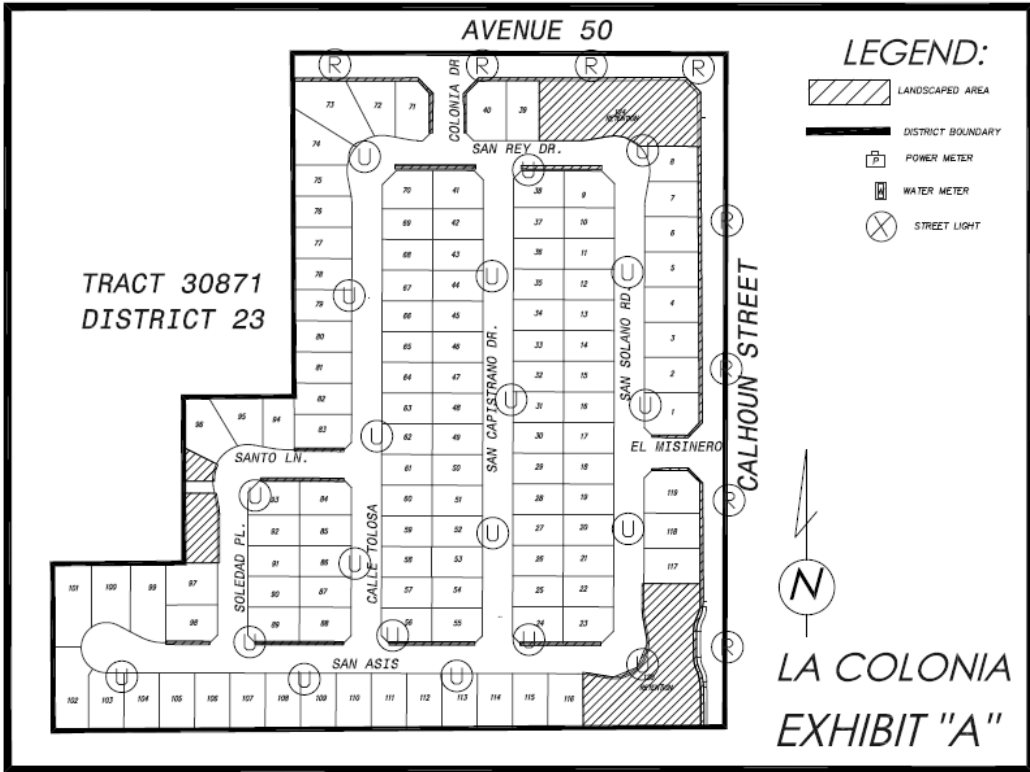 AVENUE 50
LEGEND:
LANDSCAPED AREA
DISTRICT BOUNDARY
P POWER METER
W WATER METER
X STREET LIGHT
R R R R
COLONIA DR
73 72 71 40 39
RETENTION
SAN REY DR.
74 U U U 8
75 70 41 38 9 7
76 69 42 37 10 6 R
77 68 43 36 11 5
78 67 44 U 35 12 U 4
79 U 66 45 34 13 3
80 65 46 33 14 2 R
81 64 47 32 15
82 63 48 U 31 16 U 1
83 U 62 49 30 17
TRACT 30871
DISTRICT 23
SAN CAPISTRANO DR.
SAN SOLANO RD.
CALHOUN STREET
96 95 94
SANTO LN.
EL MISINERO
61 50 29 18
U 93 84 60 51 28 19 119 R
92 85 59 52 U 27 20 U 118
91 86 U 58 53 26 21 117
90 87 57 54 25 22
U 89 88 U 56 55 U 24 23 R
SOLEDAD PL.
CALLE TOLOSA
101 100 99 97
98
SAN ASIS
U U U
102 103 104 105 106 107 108 109 110 111 112 113 114 115 116
RETENTION
N
LA COLONIA
EXHIBIT "A"